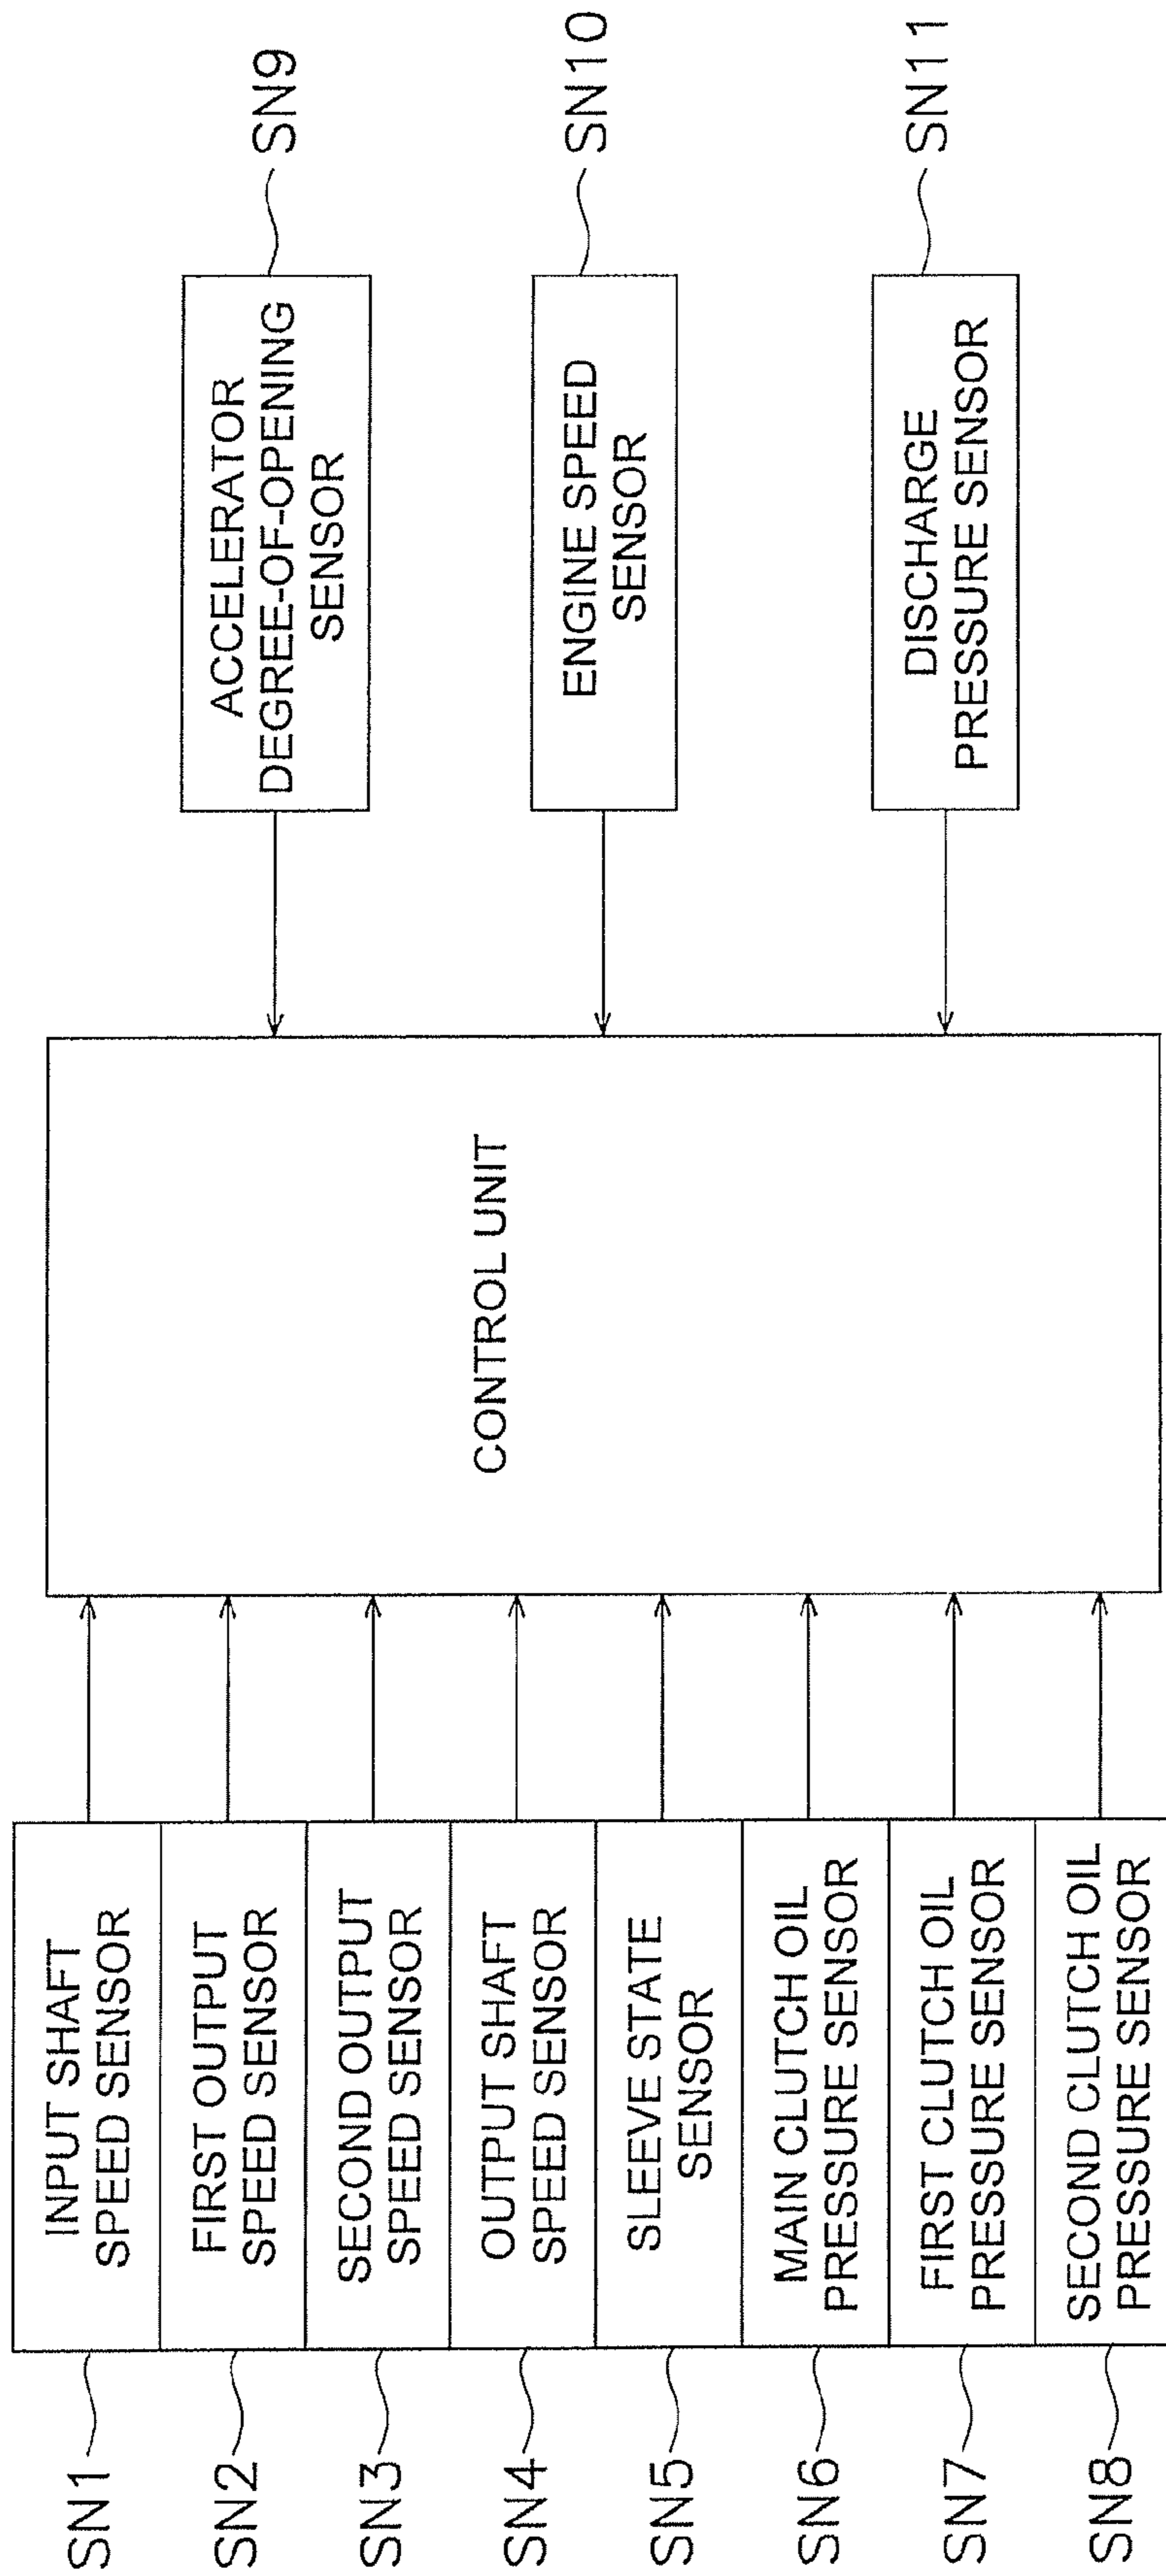 SN1
INPUT SHAFT
SPEED SENSOR
SN2
FIRST OUTPUT
SPEED SENSOR
SN3
SECOND OUTPUT
SPEED SENSOR
SN4
OUTPUT SHAFT
SPEED SENSOR
SN5
SLEEVE STATE
SENSOR
SN6
MAIN CLUTCH OIL
PRESSURE SENSOR
SN7
FIRST CLUTCH OIL
PRESSURE SENSOR
SN8
SECOND CLUTCH OIL
PRESSURE SENSOR
CONTROL UNIT
ACCELERATOR
DEGREE-OF-OPENING
SENSOR
SN9
ENGINE SPEED
SENSOR
SN10
DISCHARGE
PRESSURE SENSOR
SN11